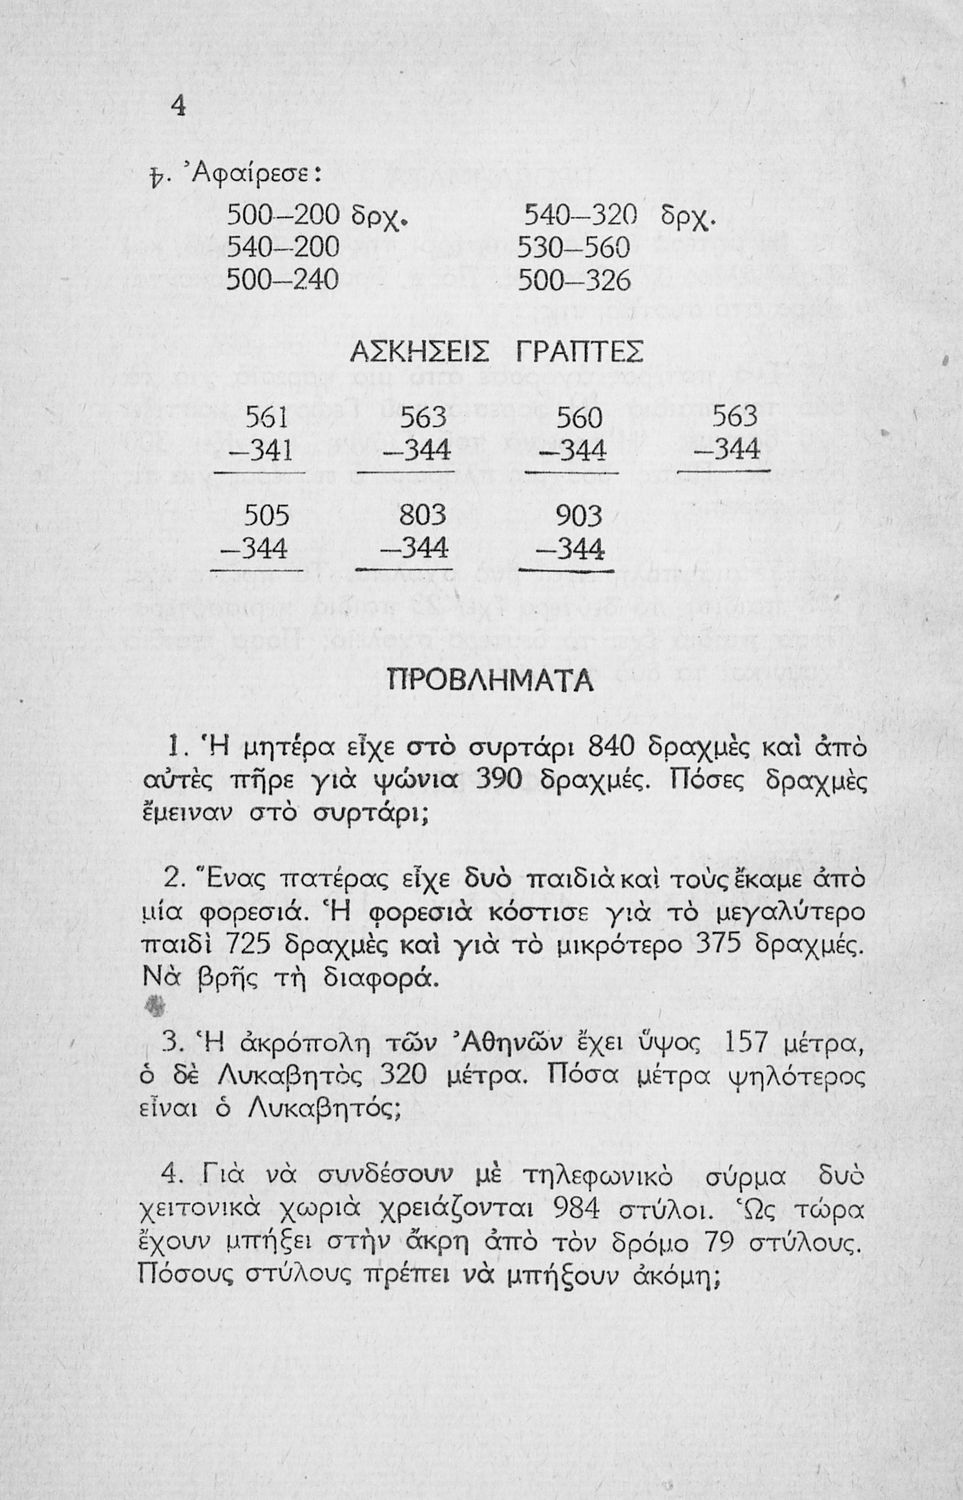 4
β. Ἀφαίρεσε:
500—200 δρχ. 540—320 δρχ.
540—200 530—560
500—240 500—326
ΑΣΚΗΣΕΙΣ ΓΡΑΠΤΕΣ
561 563 560 563
—341 —344 —344 —344
505 803 903
—344 —344 —344
ΠΡΟΒΛΗΜΑΤΑ
1. Ἡ μητέρα εἶχε στὸ συρτάρι 840 δραχμὲς καὶ ἀπὸ
αὐτὲς πῆρε γιὰ ψώνια 390 δραχμές. Πόσες δραχμὲς
ἔμειναν στὸ συρτάρι;
2. Ἕνας πατέρας εἶχε δυὸ παιδιὰ καὶ τοὺς ἔκαμε ἀπὸ
μία φορεσιά. Ἡ φορεσιὰ κόστισε γιὰ τὸ μεγαλύτερο
παιδὶ 725 δραχμὲς καὶ γιὰ τὸ μικρότερο 375 δραχμές.
Νὰ βρῆς τὴ διαφορά.
3. Ἡ ἀκρόπολη τῶν Ἀθηνῶν ἔχει ὕψος 157 μέτρα,
ὁ δὲ Λυκαβητὸς 320 μέτρα. Πόσα μέτρα ψηλότερος
εἶναι ὁ Λυκαβητός;
4. Γιὰ νὰ συνδέσουν μὲ τηλεφωνικὸ σύρμα δυὸ
χειτονικὰ χωριὰ χρειάζονται 984 στύλοι. Ὡς τώρα
ἔχουν μπήξει στὴν ἄκρη ἀπὸ τὸν δρόμο 79 στύλους.
Πόσους στύλους πρέπει νὰ μπήξουν ἀκόμη;